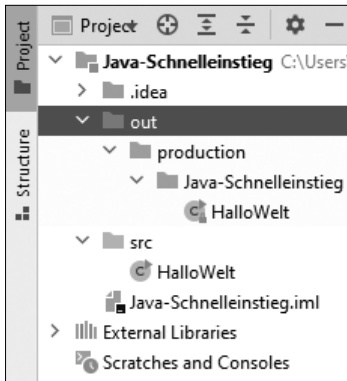 Project
Structure
Project
Java-Schnelleinstieg C:\Users
.idea
out
production
Java-Schnelleinstieg
HalloWelt
src
HalloWelt
Java-Schnelleinstieg.iml
External Libraries
Scratches and Consoles